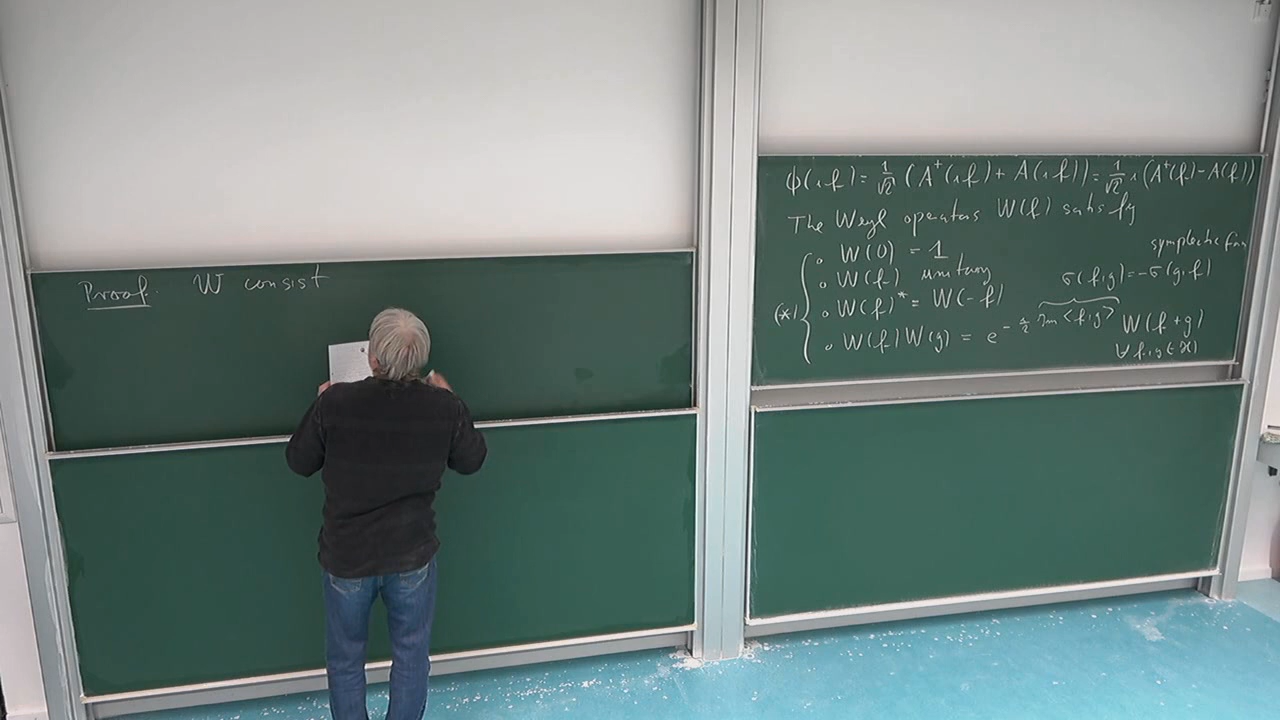 Proof. W consist
ϕ(if) = 1/√2 (A⁺(if) + A(if)) = 1/√2 i (A⁺(f) - A(f))
The Weyl operators W(f) satisfy
∘ W(0) = 1
symplectic form
∘ W(f) unitary
σ(f,g) = -σ(g,f)
(*) ∘ W(f)* = W(-f)
∘ W(f) W(g) = e^{-i/2 Im<f,g>} W(f+g)
∀ f,g ∈ H